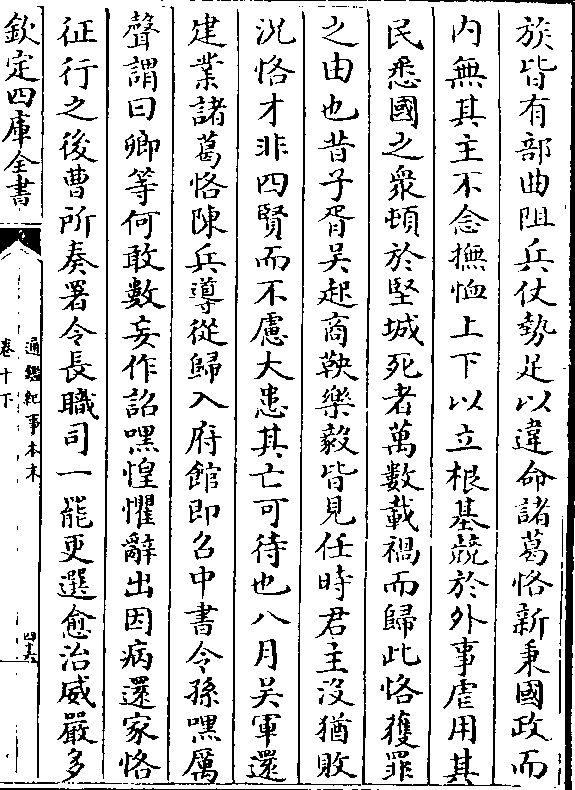 族皆有部曲阻兵仗勢足以違命諸葛恪新秉國政而
内無其主不念撫恤上下以立根基競於外事虐用其
民悉國之衆頓於堅城死者萬數載禍而歸此恪獲罪
之由也昔子胥吴起商鞅樂毅皆見任時君主沒猶敗
況恪才非四賢而不慮大患其亡可待也八月吴軍還
建業諸葛恪陳兵導從歸入府館即召中書令孫嘿厲
聲謂曰卿等何敢數妄作詔嘿惶懼辭出因病還家恪
征行之後曹所奏署令長職司一罷更選愈治威嚴多
欽定四庫全書
通鑑紀事本末
卷十下
四十六